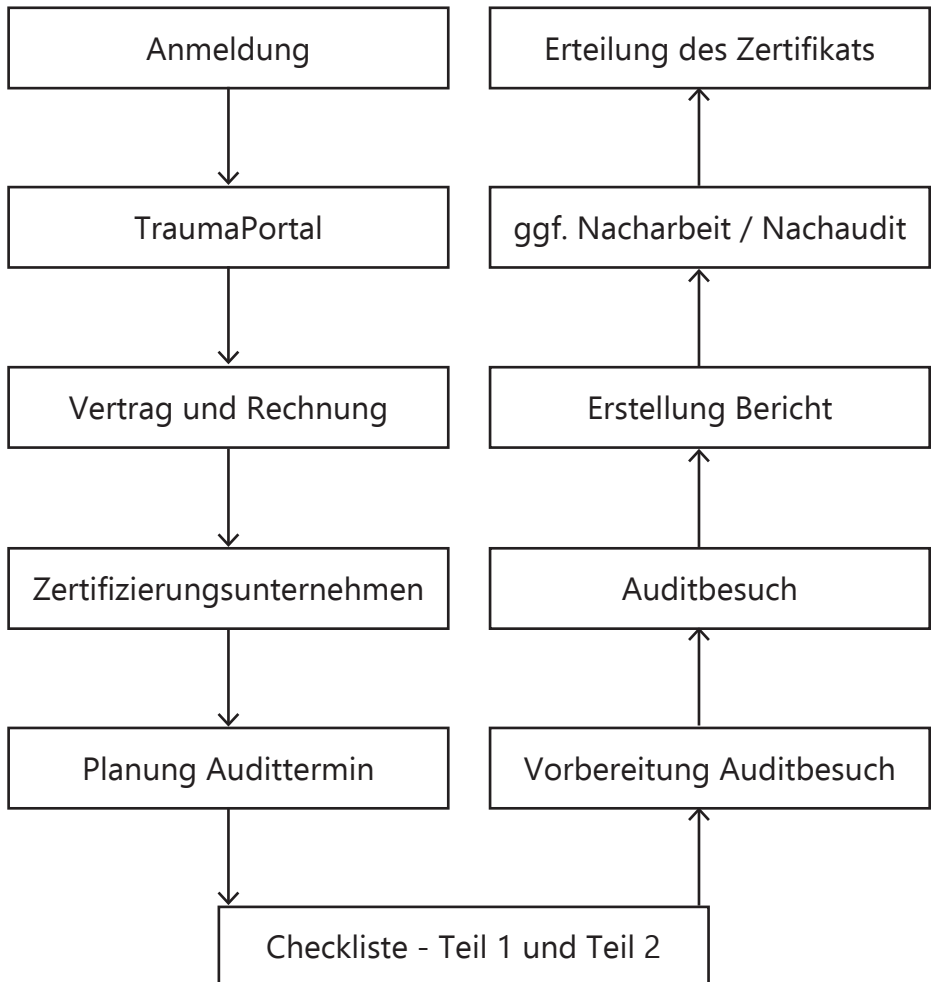 Anmeldung
TraumaPortal
Vertrag und Rechnung
Zertifizierungsunternehmen
Planung Audittermin
Checkliste - Teil 1 und Teil 2
Vorbereitung Auditbesuch
Auditbesuch
Erstellung Bericht
ggf. Nacharbeit / Nachaudit
Erteilung des Zertifikats